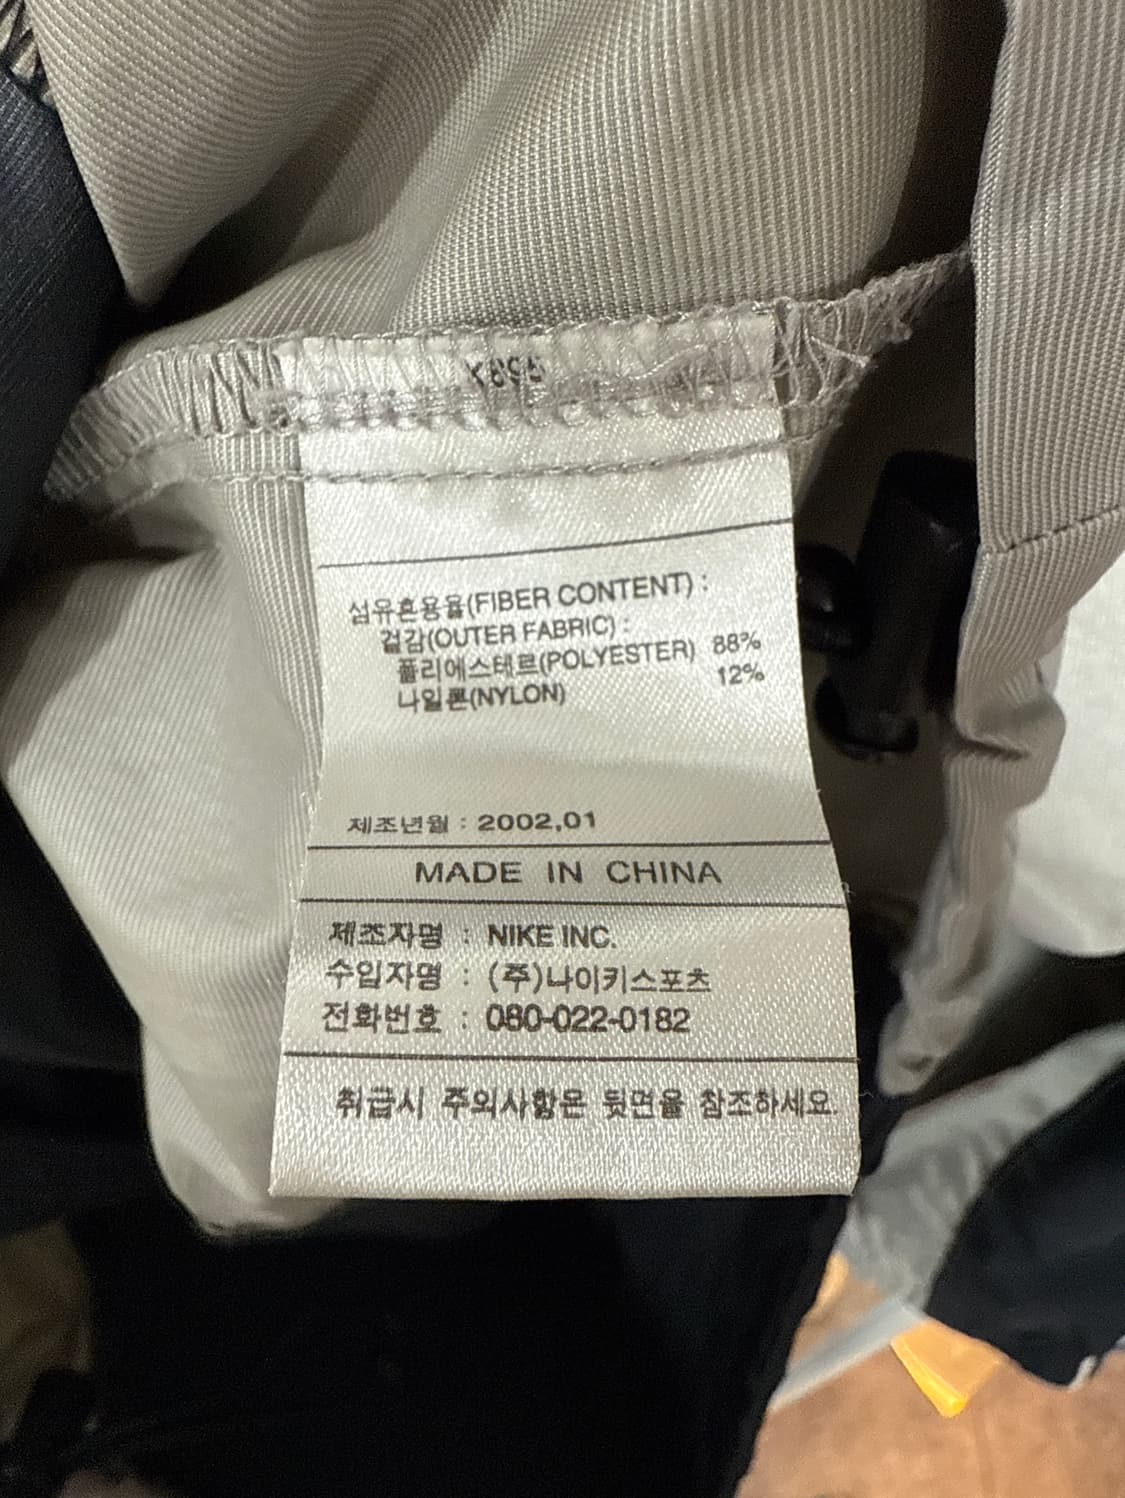 섬유혼용율(FIBER CONTENT) :
겉감(OUTER FABRIC) :
폴리에스테르(POLYESTER) 88%
나일론(NYLON) 12%
제조년월 : 2002,01
MADE IN CHINA
제조자명 : NIKE INC.
수입자명 : (주)나이키스포츠
전화번호 : 080-022-0182
취급시 주의사항은 뒷면을 참조하세요.